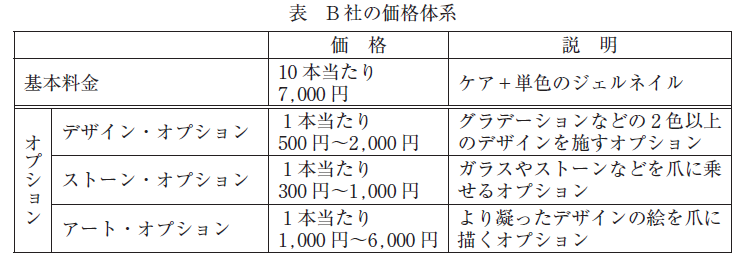 表 B社の価格体系
価格 説明
基本料金 10本当たり
7,000円 ケア+単色のジェルネイル
オプション
デザイン・オプション 1本当たり
500円~2,000円 グラデーションなどの2色以上
のデザインを施すオプション
ストーン・オプション 1本当たり
300円~1,000円 ガラスやストーンなどを爪に乗
せるオプション
アート・オプション 1本当たり
1,000円~6,000円 より凝ったデザインの絵を爪に
描くオプション